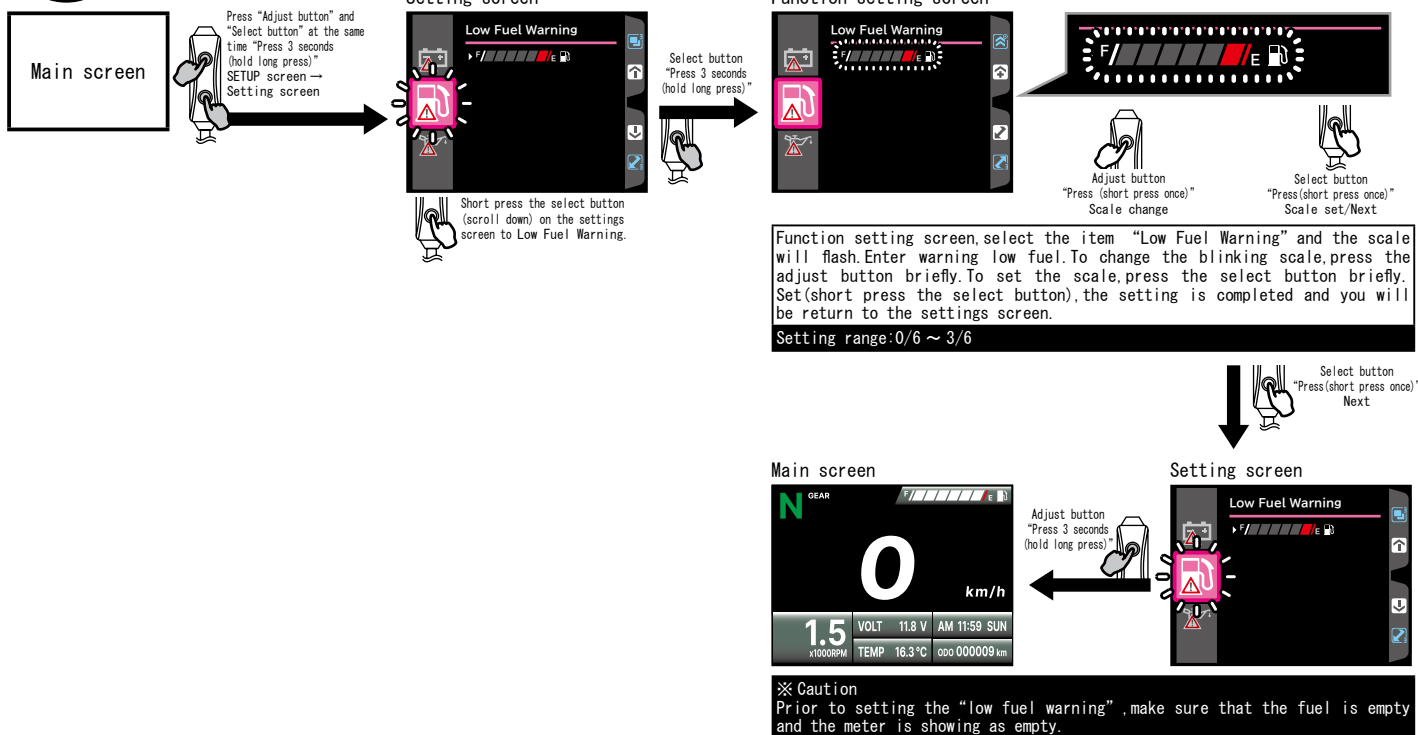 Main screen
Press “Adjust button” and
“Select button” at the same
time “Press 3 seconds
(hold long press)”
SETUP screen →
Setting screen
Setting screen
Low Fuel Warning
F E
Short press the select button
(scroll down) on the settings
screen to Low Fuel Warning.
Select button
“Press 3 seconds
(hold long press)”
Function setting screen
Low Fuel Warning
F E
F E
Adjust button
“Press (short press once)”
Scale change
Select button
“Press(short press once)”
Scale set/Next
Function setting screen,select the item “Low Fuel Warning”and the scale
will flash.Enter warning low fuel.To change the blinking scale,press the
adjust button briefly.To set the scale,press the select button briefly.
Set(short press the select button),the setting is completed and you will
be return to the settings screen.
Setting range:0/6 ～ 3/6
Select button
“Press(short press once)”
Next
Main screen
N GEAR F E
0
km/h
1.5
x1000RPM
VOLT 11.8 V AM 11:59 SUN
TEMP 16.3 °C ODO 000009 km
Adjust button
“Press 3 seconds
(hold long press)”
Setting screen
Low Fuel Warning
F E
※ Caution
Prior to setting the “low fuel warning”,make sure that the fuel is empty
and the meter is showing as empty.